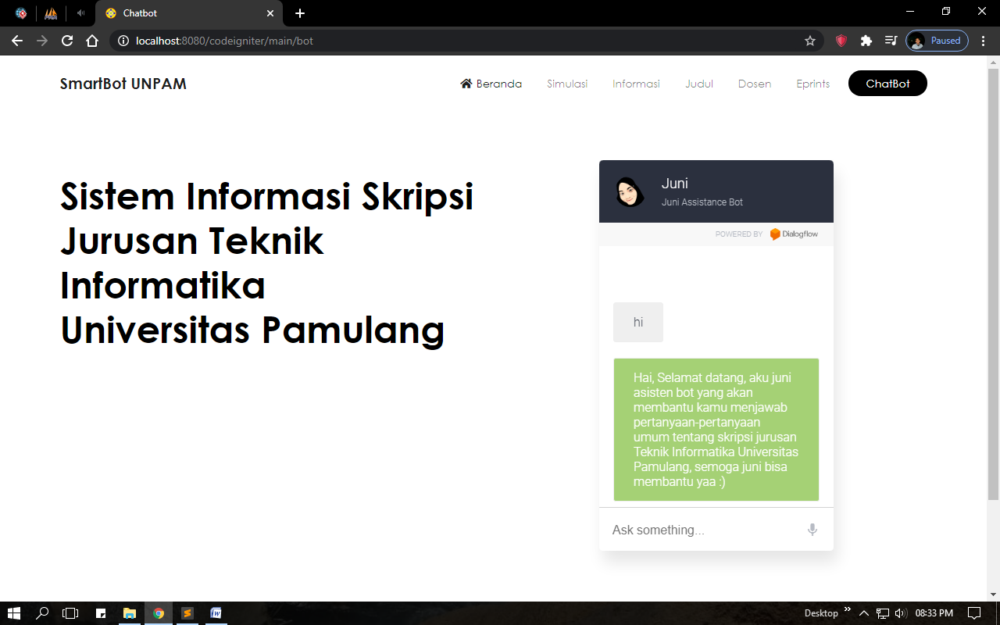 Chatbot
localhost:8080/codeigniter/main/bot
Paused
SmartBot UNPAM
Beranda
Simulasi
Informasi
Judul
Dosen
Eprints
ChatBot
Sistem Informasi Skripsi
Jurusan Teknik
Informatika
Universitas Pamulang
Juni
Juni Assistance Bot
POWERED BY Dialogflow
hi
Hai, Selamat datang, aku juni
asisten bot yang akan
membantu kamu menjawab
pertanyaan-pertanyaan
umum tentang skripsi jurusan
Teknik Informatika Universitas
Pamulang, semoga juni bisa
membantu yaa :)
Ask something...
Desktop
08:33 PM